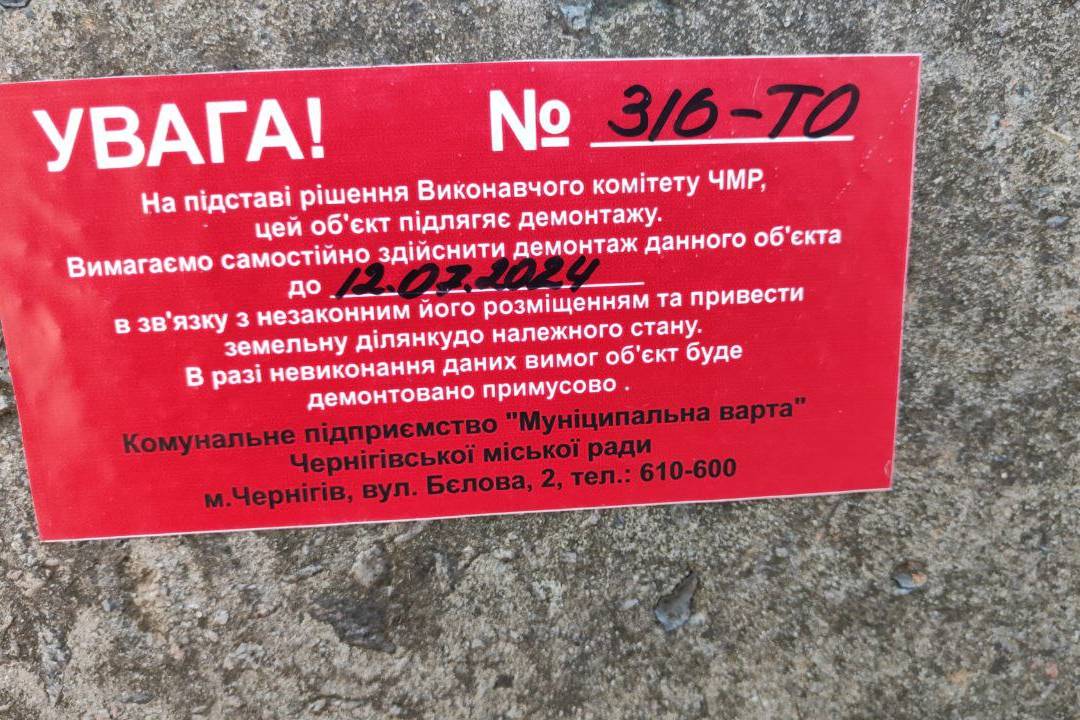 УВАГА! № 316-ТО
На підставі рішення Виконавчого комітету ЧМР,
цей об'єкт підлягяє демонтажу.
Вимагаємо самостійно здійснити демонтаж данного об'єкта
до 12.07.2024
в зв'язку з незаконним його розміщенням та привести
земельну ділянкудо належного стану.
В разі невиконання даних вимог об'єкт буде
демонтовано примусово .
Комунальне підприємство "Муніципальна варта"
Чернігівської міської ради
м.Чернігів, вул. Бєлова, 2, тел.: 610-600